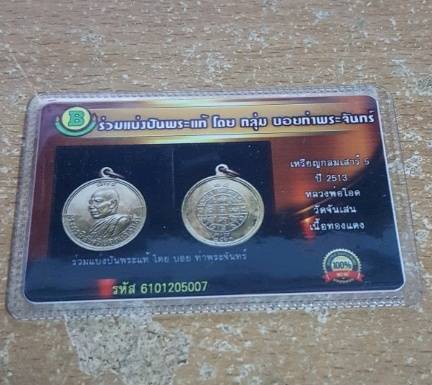 B ร่วมแบ่งปันพระแท้ โดย กลุ่ม บอยท่าพระจันทร์
เหรียญกลมเสาร์ 5
ปี 2513
หลวงพ่อโอด
วัดจันเสน
เนื้อทองแดง
ร่วมแบ่งปันพระแท้ โดย บอย ท่าพระจันทร์
100%
รหัส 6101205007